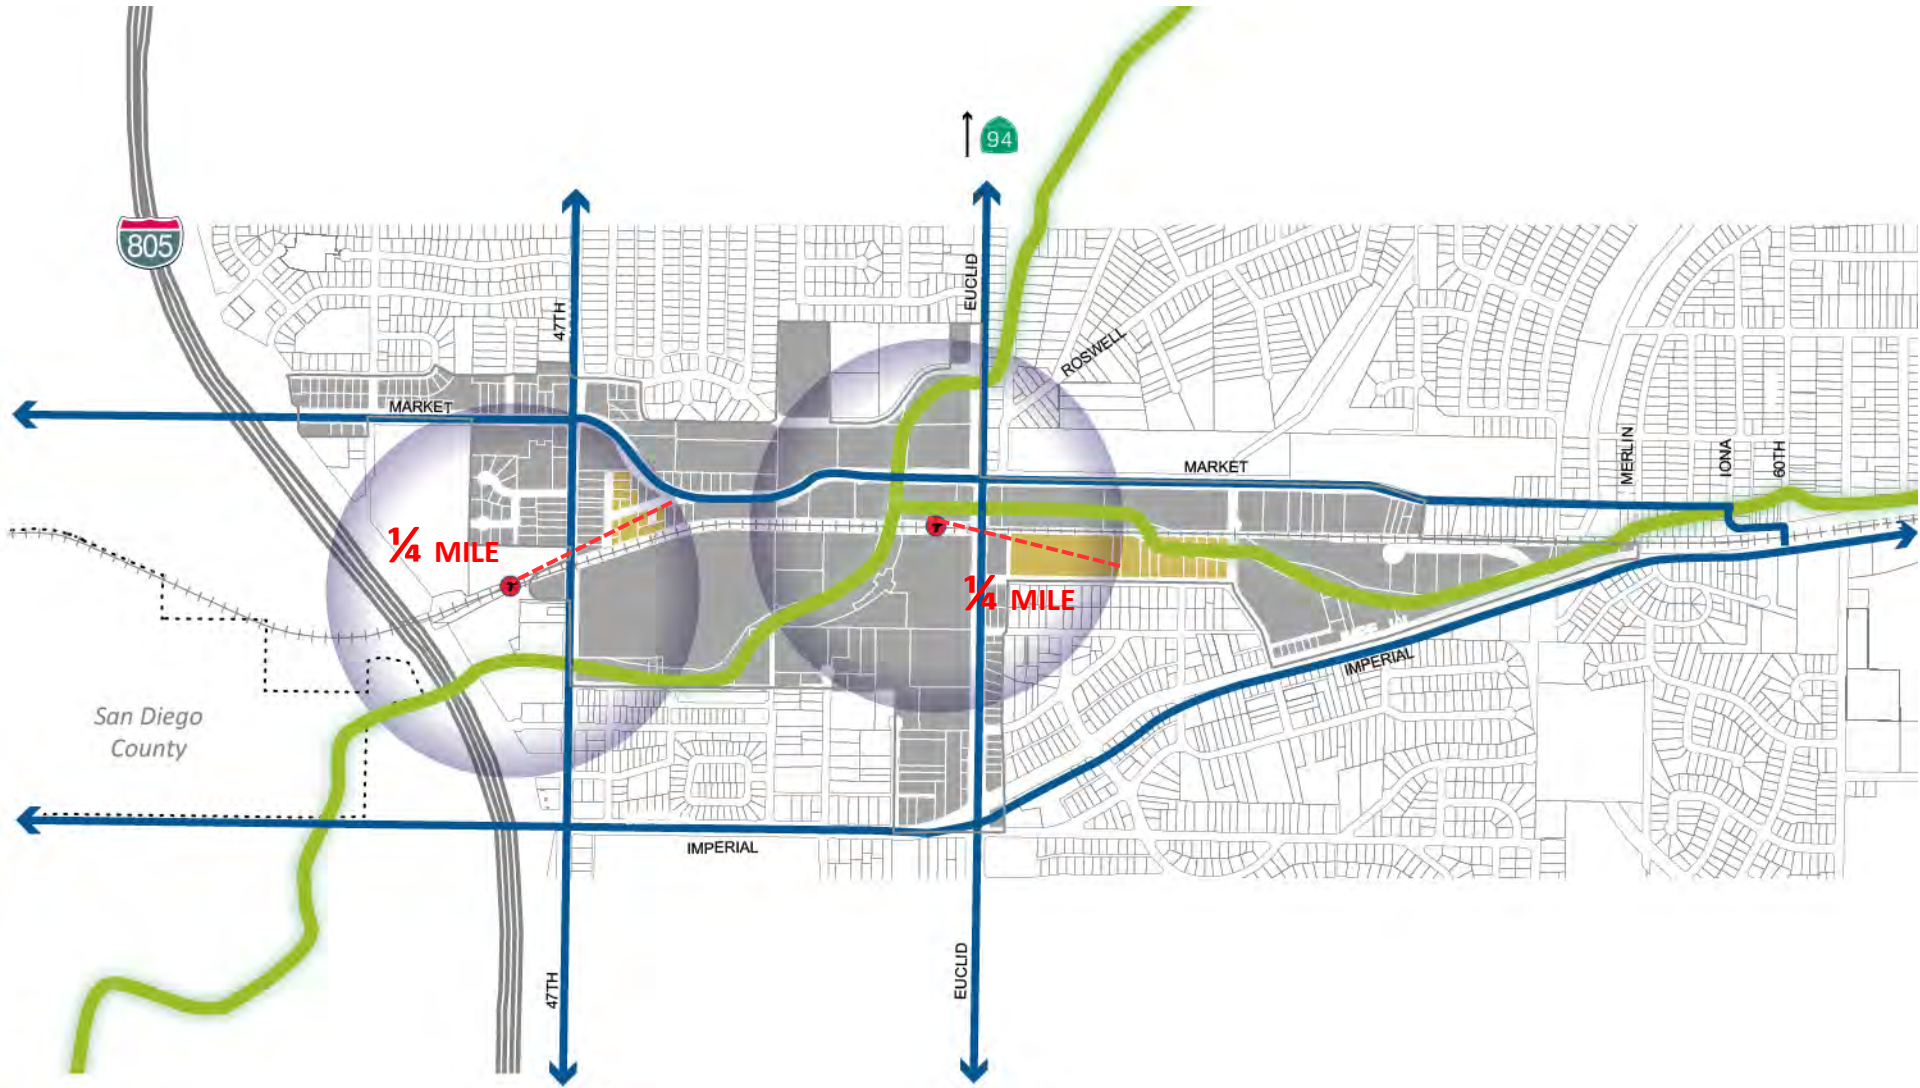 94
805
EUCLID
47TH
ROSWELL
MARKET
MARKET
MERLIN
IONA
60TH
T
T
¼ MILE
¼ MILE
IMPERIAL
San Diego
County
IMPERIAL
EUCLID
47TH